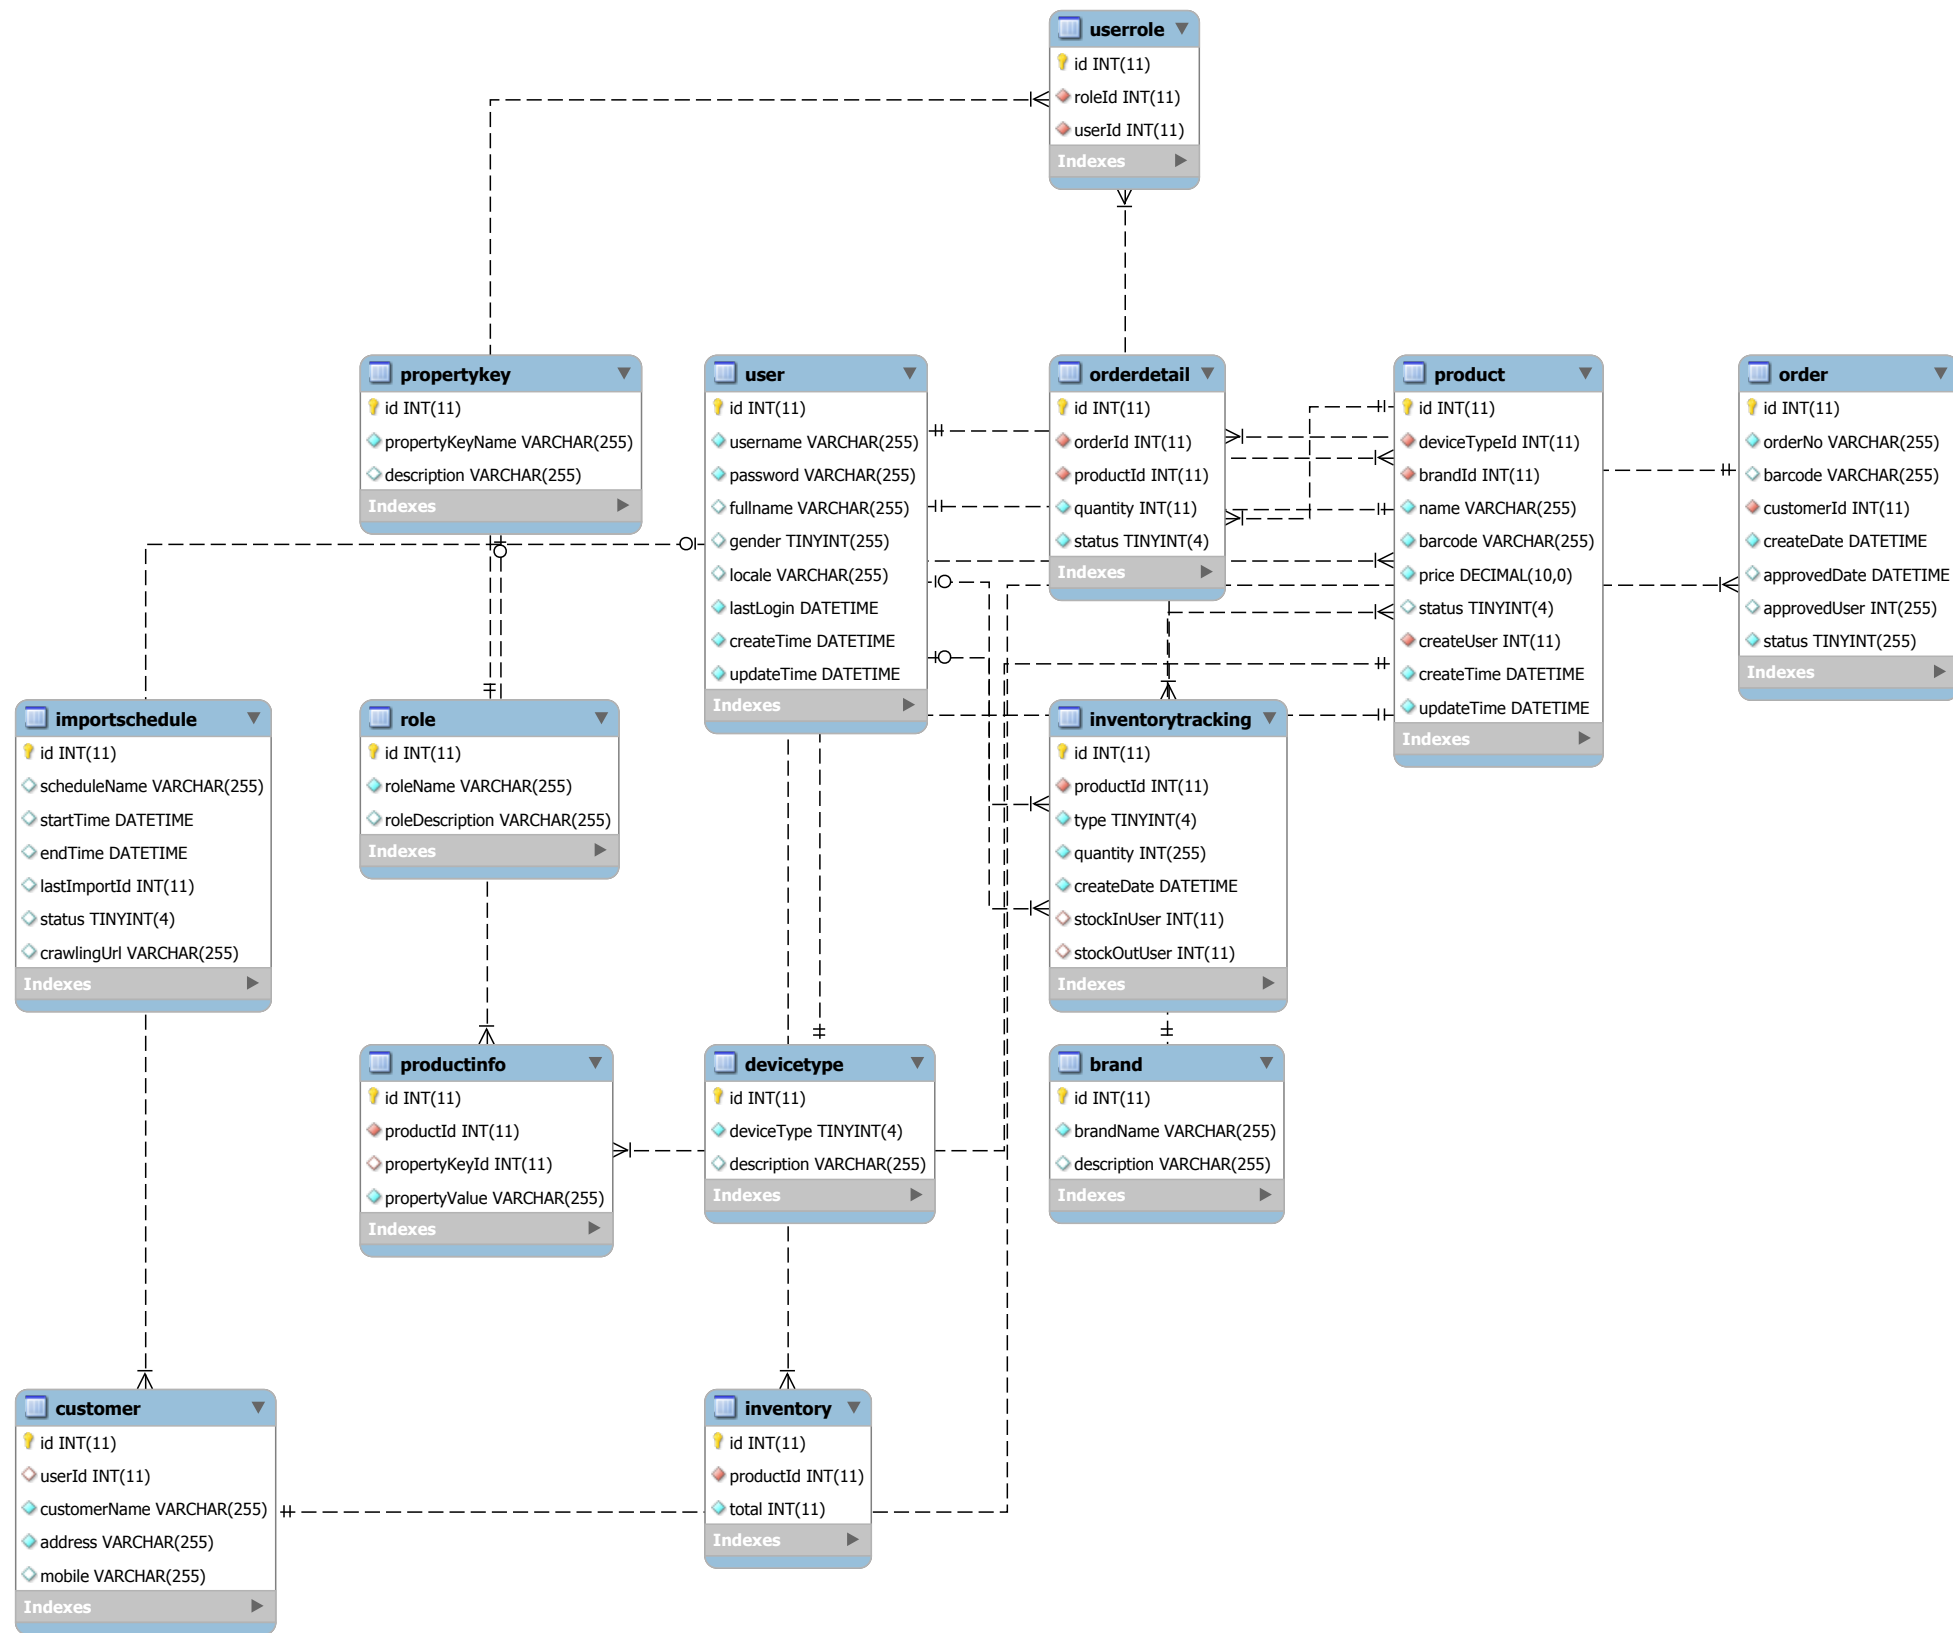 userrole
id INT(11)
roleId INT(11)
userId INT(11)
Indexes
propertykey
id INT(11)
propertyKeyName VARCHAR(255)
description VARCHAR(255)
Indexes
user
id INT(11)
username VARCHAR(255)
password VARCHAR(255)
fullname VARCHAR(255)
gender TINYINT(255)
locale VARCHAR(255)
lastLogin DATETIME
createTime DATETIME
updateTime DATETIME
Indexes
orderdetail
id INT(11)
orderId INT(11)
productId INT(11)
quantity INT(11)
status TINYINT(4)
Indexes
product
id INT(11)
deviceTypeId INT(11)
brandId INT(11)
name VARCHAR(255)
barcode VARCHAR(255)
price DECIMAL(10,0)
status TINYINT(4)
createUser INT(11)
createTime DATETIME
updateTime DATETIME
Indexes
order
id INT(11)
orderNo VARCHAR(255)
barcode VARCHAR(255)
customerId INT(11)
createDate DATETIME
approvedDate DATETIME
approvedUser INT(255)
status TINYINT(255)
Indexes
importschedule
id INT(11)
scheduleName VARCHAR(255)
startTime DATETIME
endTime DATETIME
lastImportId INT(11)
status TINYINT(4)
crawlingUrl VARCHAR(255)
Indexes
role
id INT(11)
roleName VARCHAR(255)
roleDescription VARCHAR(255)
Indexes
inventorytracking
id INT(11)
productId INT(11)
type TINYINT(4)
quantity INT(255)
createDate DATETIME
stockInUser INT(11)
stockOutUser INT(11)
Indexes
productinfo
id INT(11)
productId INT(11)
propertyKeyId INT(11)
propertyValue VARCHAR(255)
Indexes
devicetype
id INT(11)
deviceType TINYINT(4)
description VARCHAR(255)
Indexes
brand
id INT(11)
brandName VARCHAR(255)
description VARCHAR(255)
Indexes
customer
id INT(11)
userId INT(11)
customerName VARCHAR(255)
address VARCHAR(255)
mobile VARCHAR(255)
Indexes
inventory
id INT(11)
productId INT(11)
total INT(11)
Indexes